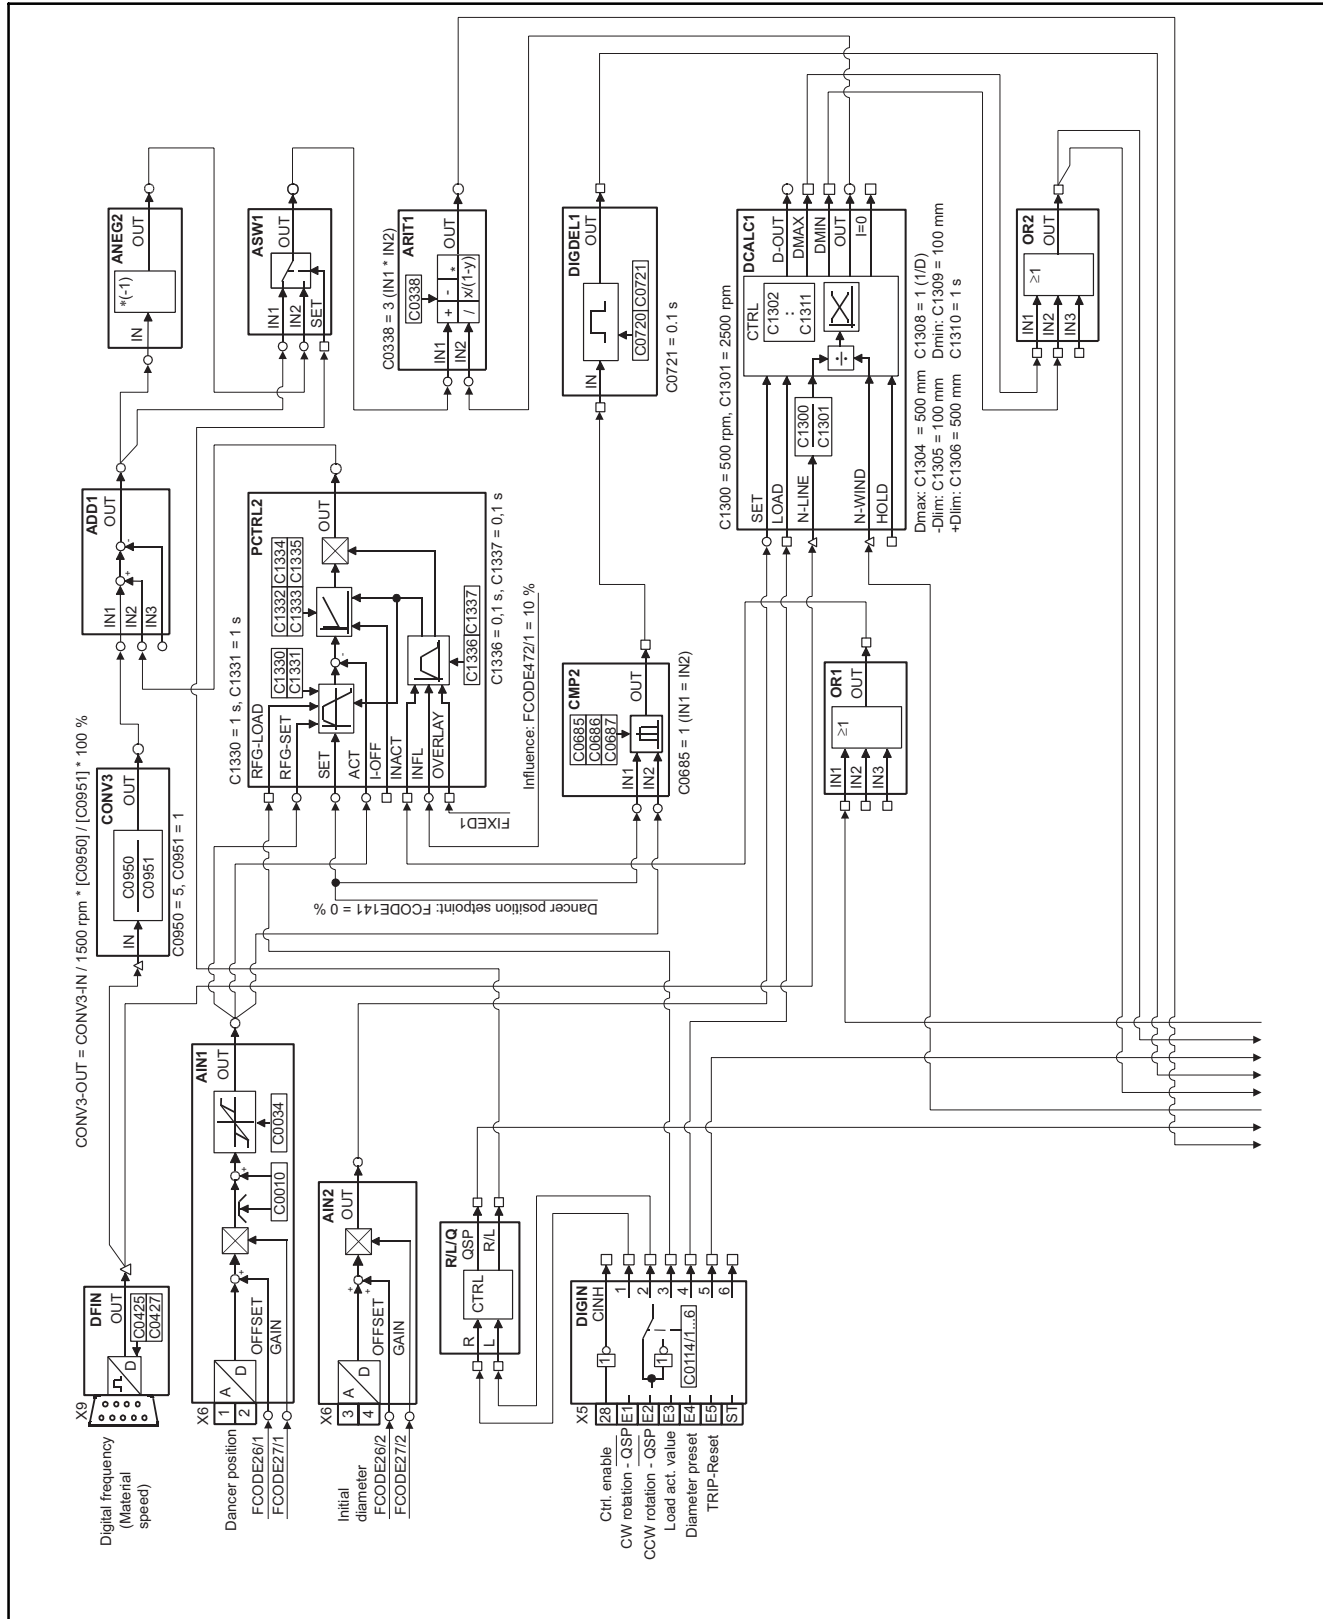 X9
DFIN
OUT
C0425
C0427
D
Digital frequency
(Material
speed)
CONV3-OUT = CONV3-IN / 1500 rpm * [C0950] / [C0951] * 100 %
CONV3
IN
OUT
C0950
C0951
C0950 = 5, C0951 = 1
ADD1
IN1
IN2
IN3
OUT
+
-
ANEG2
IN
OUT
*(-1)
ASW1
IN1
IN2
SET
OUT
X6
1
2
A
D
AIN1
OUT
OFFSET
GAIN
+
+
C0010
C0034
Dancer position
FCODE26/1
FCODE27/1
C1330 = 1 s, C1331 = 1 s
PCTRL2
RFG-LOAD
RFG-SET
SET
ACT
I-OFF
INACT
INFL
OVERLAY
OUT
C1330
C1331
C1332
C1333
C1334
C1335
-
C1336
C1337
C1336 = 0,1 s, C1337 = 0,1 s
FIXED1
Influence: FCODE472/1 = 10 %
Dancer position setpoint: FCODE141 = 0 %
C0338 = 3 (IN1 * IN2)
ARIT1
IN1
IN2
OUT
C0338
+
-
*
/
x/(1-y)
X6
3
4
A
D
AIN2
OUT
OFFSET
GAIN
+
+
Initial
diameter
FCODE26/2
FCODE27/2
R/L/Q
R
L
CTRL
QSP
R/L
CMP2
IN1
IN2
OUT
C0685
C0686
C0687
C0685 = 1 (IN1 = IN2)
DIGDEL1
IN
OUT
C0720
C0721
C0721 = 0.1 s
X5
28
E1
E2
E3
E4
E5
ST
DIGIN
CINH
1
1
1
2
3
4
5
6
C0114/1...6
Ctrl. enable
CW rotation - QSP
CCW rotation - QSP
Load act. value
Diameter preset
TRIP-Reset
C1300 = 500 rpm, C1301 = 2500 rpm
DCALC1
SET
LOAD
N-LINE
N-WIND
HOLD
C1300
C1301
CTRL
C1302
:
C1311
÷
D-OUT
DMAX
DMIN
OUT
I=0
Dmax: C1304 = 500 mm C1308 = 1 (1/D)
-Dlim: C1305 = 100 mm Dmin: C1309 = 100 mm
+Dlim: C1306 = 500 mm C1310 = 1 s
OR1
IN1
IN2
IN3
OUT
≥1
OR2
IN1
IN2
IN3
OUT
≥1